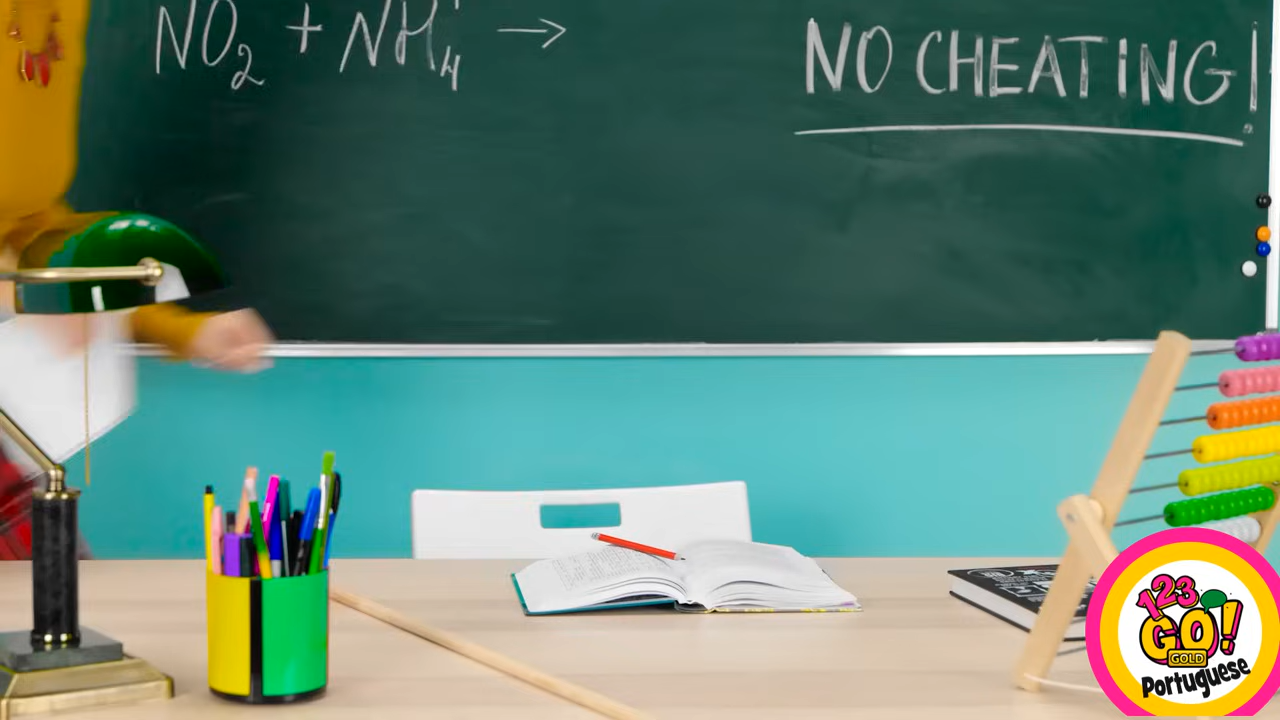 NO₂ + NH₄ →
NO CHEATING!
123
GO!
GOLD
Portuguese